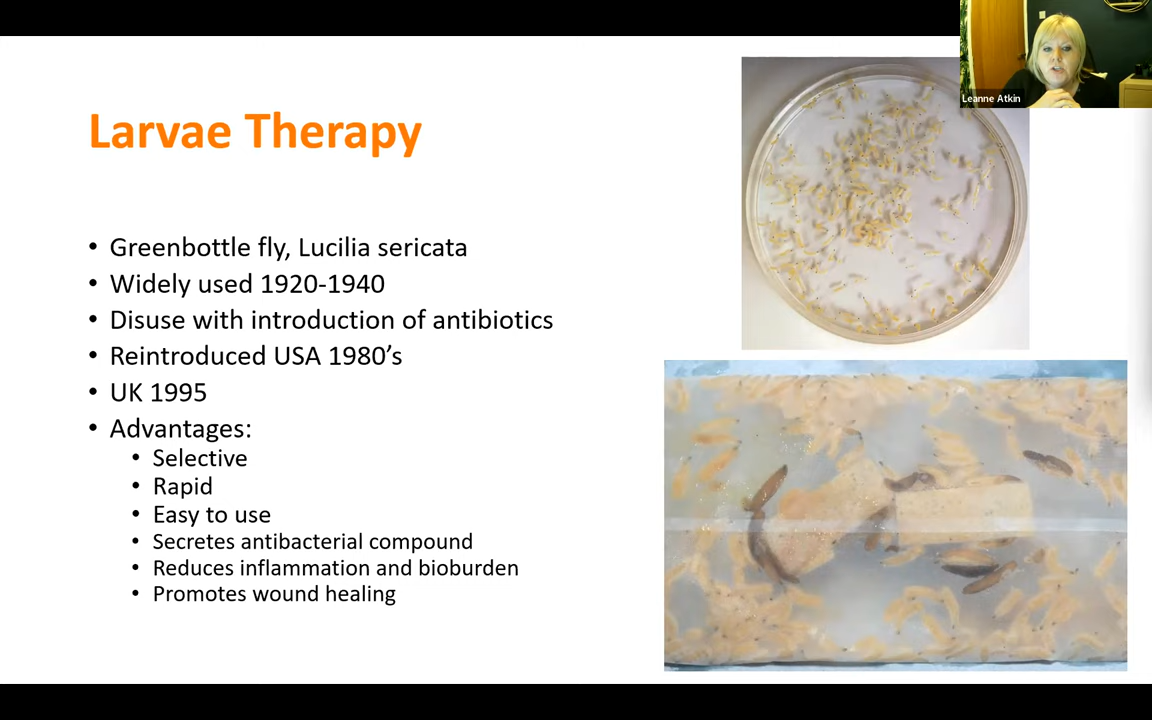 Larvae Therapy
• Greenbottle fly, Lucilia sericata
• Widely used 1920-1940
• Disuse with introduction of antibiotics
• Reintroduced USA 1980’s
• UK 1995
• Advantages:
• Selective
• Rapid
• Easy to use
• Secretes antibacterial compound
• Reduces inflammation and bioburden
• Promotes wound healing
Leanne Atkin